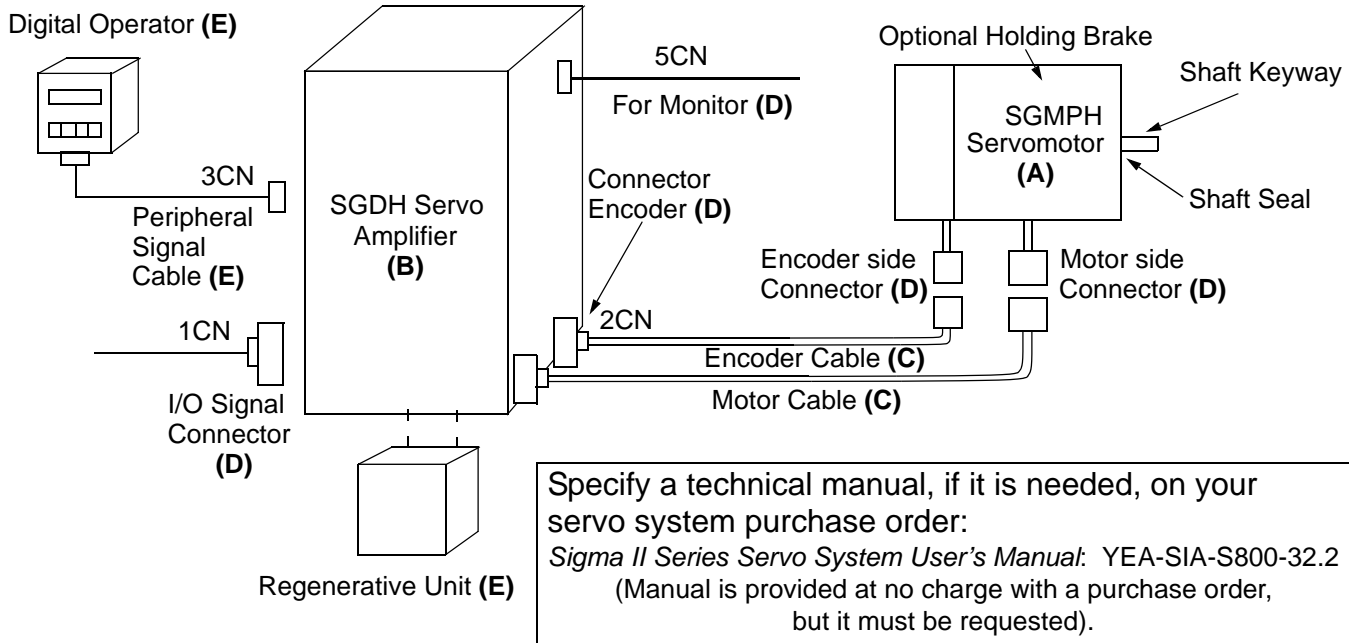 Digital Operator (E)
3CN
Peripheral
Signal
Cable (E)
1CN
I/O Signal
Connector
(D)
SGDH Servo
Amplifier
(B)
Regenerative Unit (E)
5CN
For Monitor (D)
Connector
Encoder (D)
2CN
Encoder Cable (C)
Motor Cable (C)
Optional Holding Brake
Shaft Keyway
SGMPH
Servomotor
(A)
Shaft Seal
Encoder side
Connector (D)
Motor side
Connector (D)
Specify a technical manual, if it is needed, on your
servo system purchase order:
Sigma II Series Servo System User's Manual: YEA-SIA-S800-32.2
(Manual is provided at no charge with a purchase order,
but it must be requested).